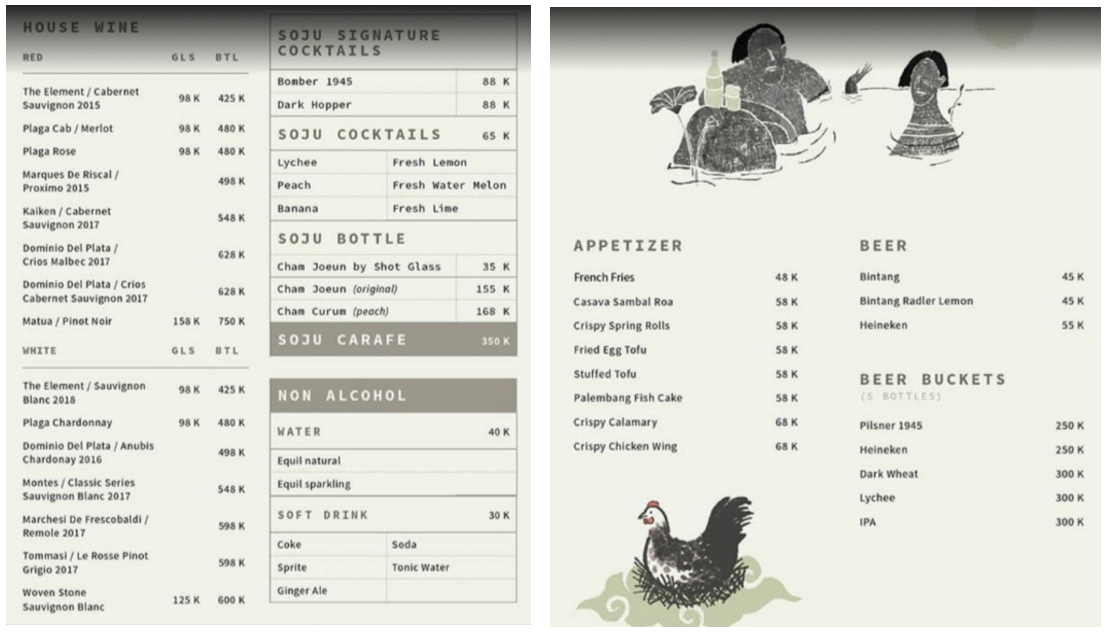 HOUSE WINE
RED GLS BTL
The Element / Cabernet
Sauvignon 2015 98 K 425 K
Plaga Cab / Merlot 98 K 480 K
Plaga Rose 98 K 480 K
Marques De Riscal /
Proximo 2015 498 K
Kaiken / Cabernet
Sauvignon 2017 548 K
Dominio Del Plata /
Crios Malbec 2017 628 K
Dominio Del Plata / Crios
Cabernet Sauvignon 2017 628 K
Matua / Pinot Noir 158 K 750 K
WHITE GLS BTL
The Element / Sauvignon
Blanc 2018 98 K 425 K
Plaga Chardonnay 98 K 480 K
Dominio Del Plata / Anubis
Chardonay 2016 498 K
Montes / Classic Series
Sauvignon Blanc 2017 548 K
Marchesi De Frescobaldi /
Remole 2017 598 K
Tommasi / Le Rosse Pinot
Grigio 2017 598 K
Woven Stone
Sauvignon Blanc 125 K 600 K
SOJU SIGNATURE
COCKTAILS
Bomber 1945 88 K
Dark Hopper 88 K
SOJU COCKTAILS 65 K
Lychee Fresh Lemon
Peach Fresh Water Melon
Banana Fresh Lime
SOJU BOTTLE
Cham Joeun by Shot Glass 35 K
Cham Joeun (original) 155 K
Cham Curum (peach) 168 K
SOJU CARAFE 350 K
NON ALCOHOL
WATER 40 K
Equil natural
Equil sparkling
SOFT DRINK 30 K
Coke Soda
Sprite Tonic Water
Ginger Ale
APPETIZER
French Fries 48 K
Casava Sambal Roa 58 K
Crispy Spring Rolls 58 K
Fried Egg Tofu 58 K
Stuffed Tofu 58 K
Palembang Fish Cake 58 K
Crispy Calamary 68 K
Crispy Chicken Wing 68 K
BEER
Bintang 45 K
Bintang Radler Lemon 45 K
Heineken 55 K
BEER BUCKETS
(5 BOTTLES)
Pilsner 1945 250 K
Heineken 250 K
Dark Wheat 300 K
Lychee 300 K
IPA 300 K